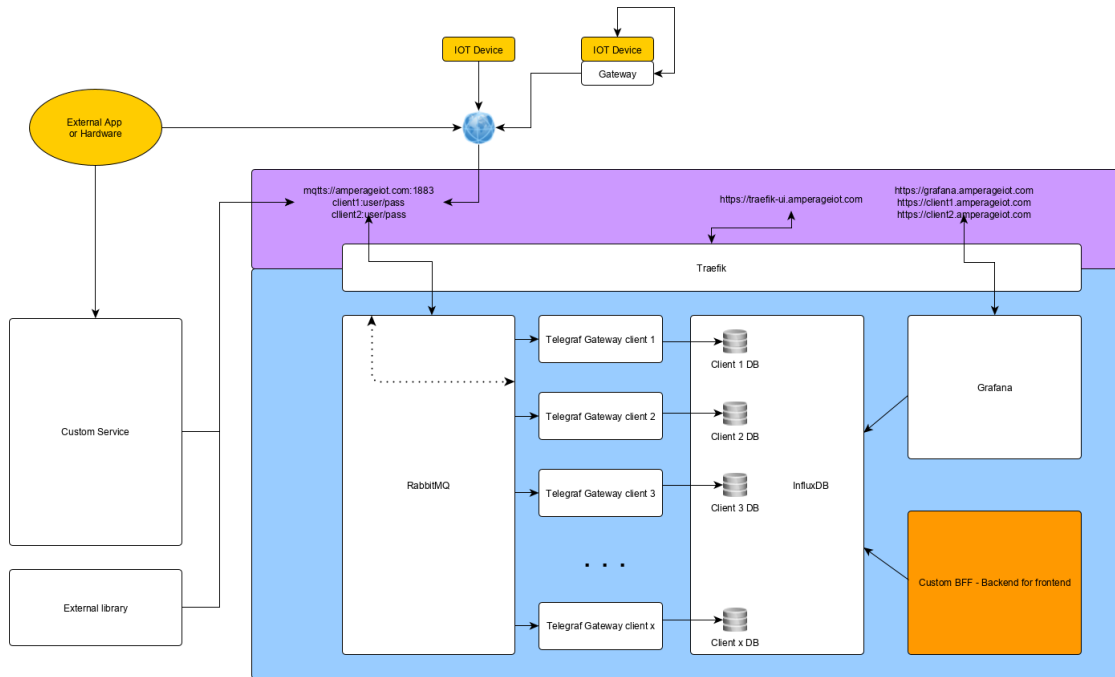 IOT Device
IOT Device
Gateway
External App
or Hardware
mqtts://amperageiot.com:1883
client1:user/pass
cllient2:user/pass
https://traefik-ui.amperageiot.com
https://grafana.amperageiot.com
https://client1.amperageiot.com
https://client2.amperageiot.com
Traefik
Custom Service
External library
RabbitMQ
Telegraf Gateway client 1
Telegraf Gateway client 2
Telegraf Gateway client 3
. . .
Telegraf Gateway client x
Client 1 DB
Client 2 DB
Client 3 DB
. . .
Client x DB
InfluxDB
Grafana
Custom BFF - Backend for frontend